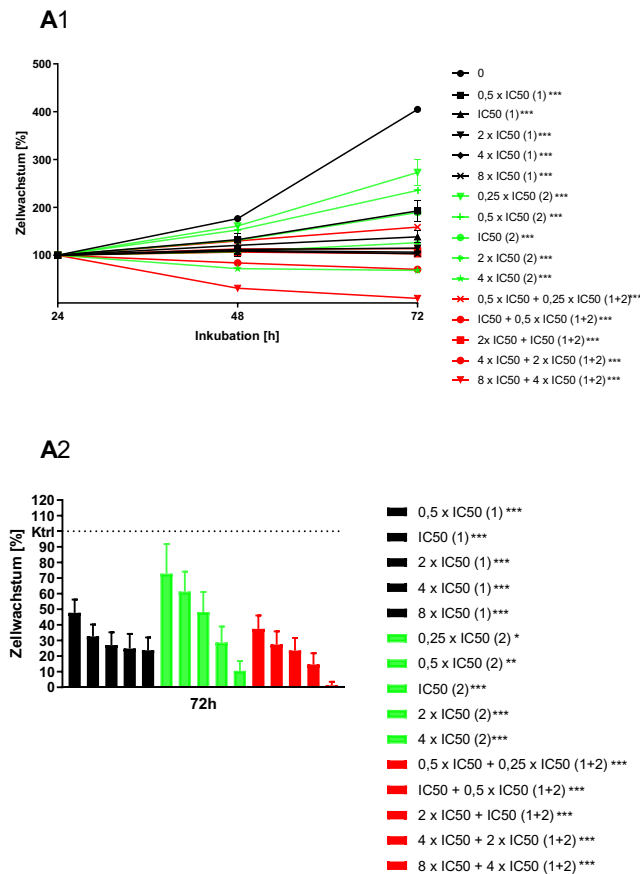 A1
500
400
300
200
100
Zellwachstum [%]
24
48
72
Inkubation [h]
0
0,5 x IC50 (1)***
IC50 (1)***
2 x IC50 (1)***
4 x IC50 (1)***
8 x IC50 (1)***
0,25 x IC50 (2)***
0,5 x IC50 (2)***
IC50 (2)***
2 x IC50 (2)***
4 x IC50 (2)***
0,5 x IC50 + 0,25 x IC50 (1+2)***
IC50 + 0,5 x IC50 (1+2)***
2x IC50 + IC50 (1+2)***
4 x IC50 + 2 x IC50 (1+2)***
8 x IC50 + 4 x IC50 (1+2)***
A2
120
110
Ktrl
90
80
70
60
50
40
30
20
10
0
Zellwachstum [%]
72h
0,5 x IC50 (1)***
IC50 (1)***
2 x IC50 (1)***
4 x IC50 (1)***
8 x IC50 (1)***
0,25 x IC50 (2)*
0,5 x IC50 (2)**
IC50 (2)***
2 x IC50 (2)***
4 x IC50 (2)***
0,5 x IC50 + 0,25 x IC50 (1+2)***
IC50 + 0,5 x IC50 (1+2)***
2 x IC50 + IC50 (1+2)***
4 x IC50 + 2 x IC50 (1+2)***
8 x IC50 + 4 x IC50 (1+2)***